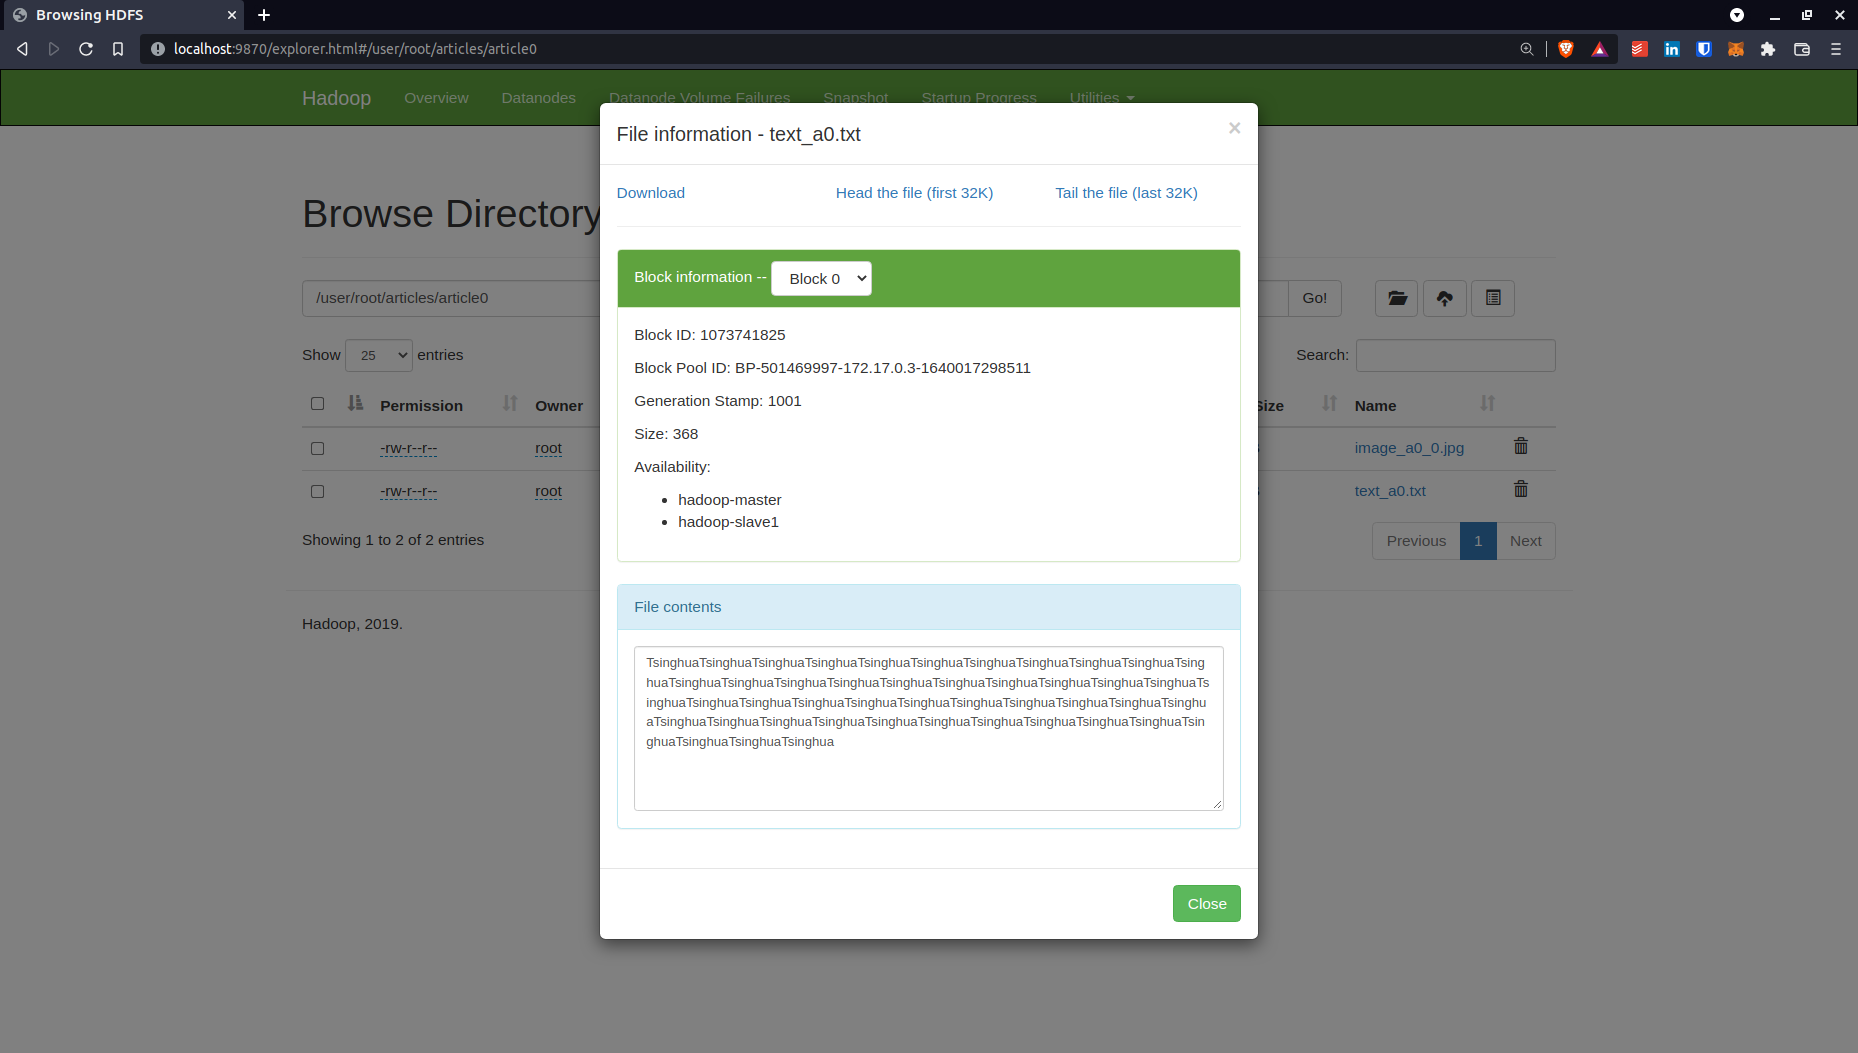 Browsing HDFS
localhost:9870/explorer.html#/user/root/articles/article0
Hadoop Overview Datanodes Datanode Volume Failures Snapshot Startup Progress Utilities
File information - text_a0.txt
×
Download Head the file (first 32K) Tail the file (last 32K)
Browse Directory
Block information -- Block 0
/user/root/articles/article0 Go!
Block ID: 1073741825
Show 25 entries Search:
Block Pool ID: BP-501469997-172.17.0.3-1640017298511
Generation Stamp: 1001
Permission Owner Size Name
Size: 368
-rw-r--r-- root image_a0_0.jpg
Availability:
-rw-r--r-- root text_a0.txt
• hadoop-master
• hadoop-slave1
Showing 1 to 2 of 2 entries Previous 1 Next
File contents
Hadoop, 2019.
TsinghuaTsinghuaTsinghuaTsinghuaTsinghuaTsinghuaTsinghuaTsinghuaTsinghuaTsinghuaTsing
huaTsinghuaTsinghuaTsinghuaTsinghuaTsinghuaTsinghuaTsinghuaTsinghuaTsinghuaTsinghuaTs
inghuaTsinghuaTsinghuaTsinghuaTsinghuaTsinghuaTsinghuaTsinghuaTsinghuaTsinghuaTsinghu
aTsinghuaTsinghuaTsinghuaTsinghuaTsinghuaTsinghuaTsinghuaTsinghuaTsinghuaTsinghuaTsin
ghuaTsinghuaTsinghuaTsinghua
Close